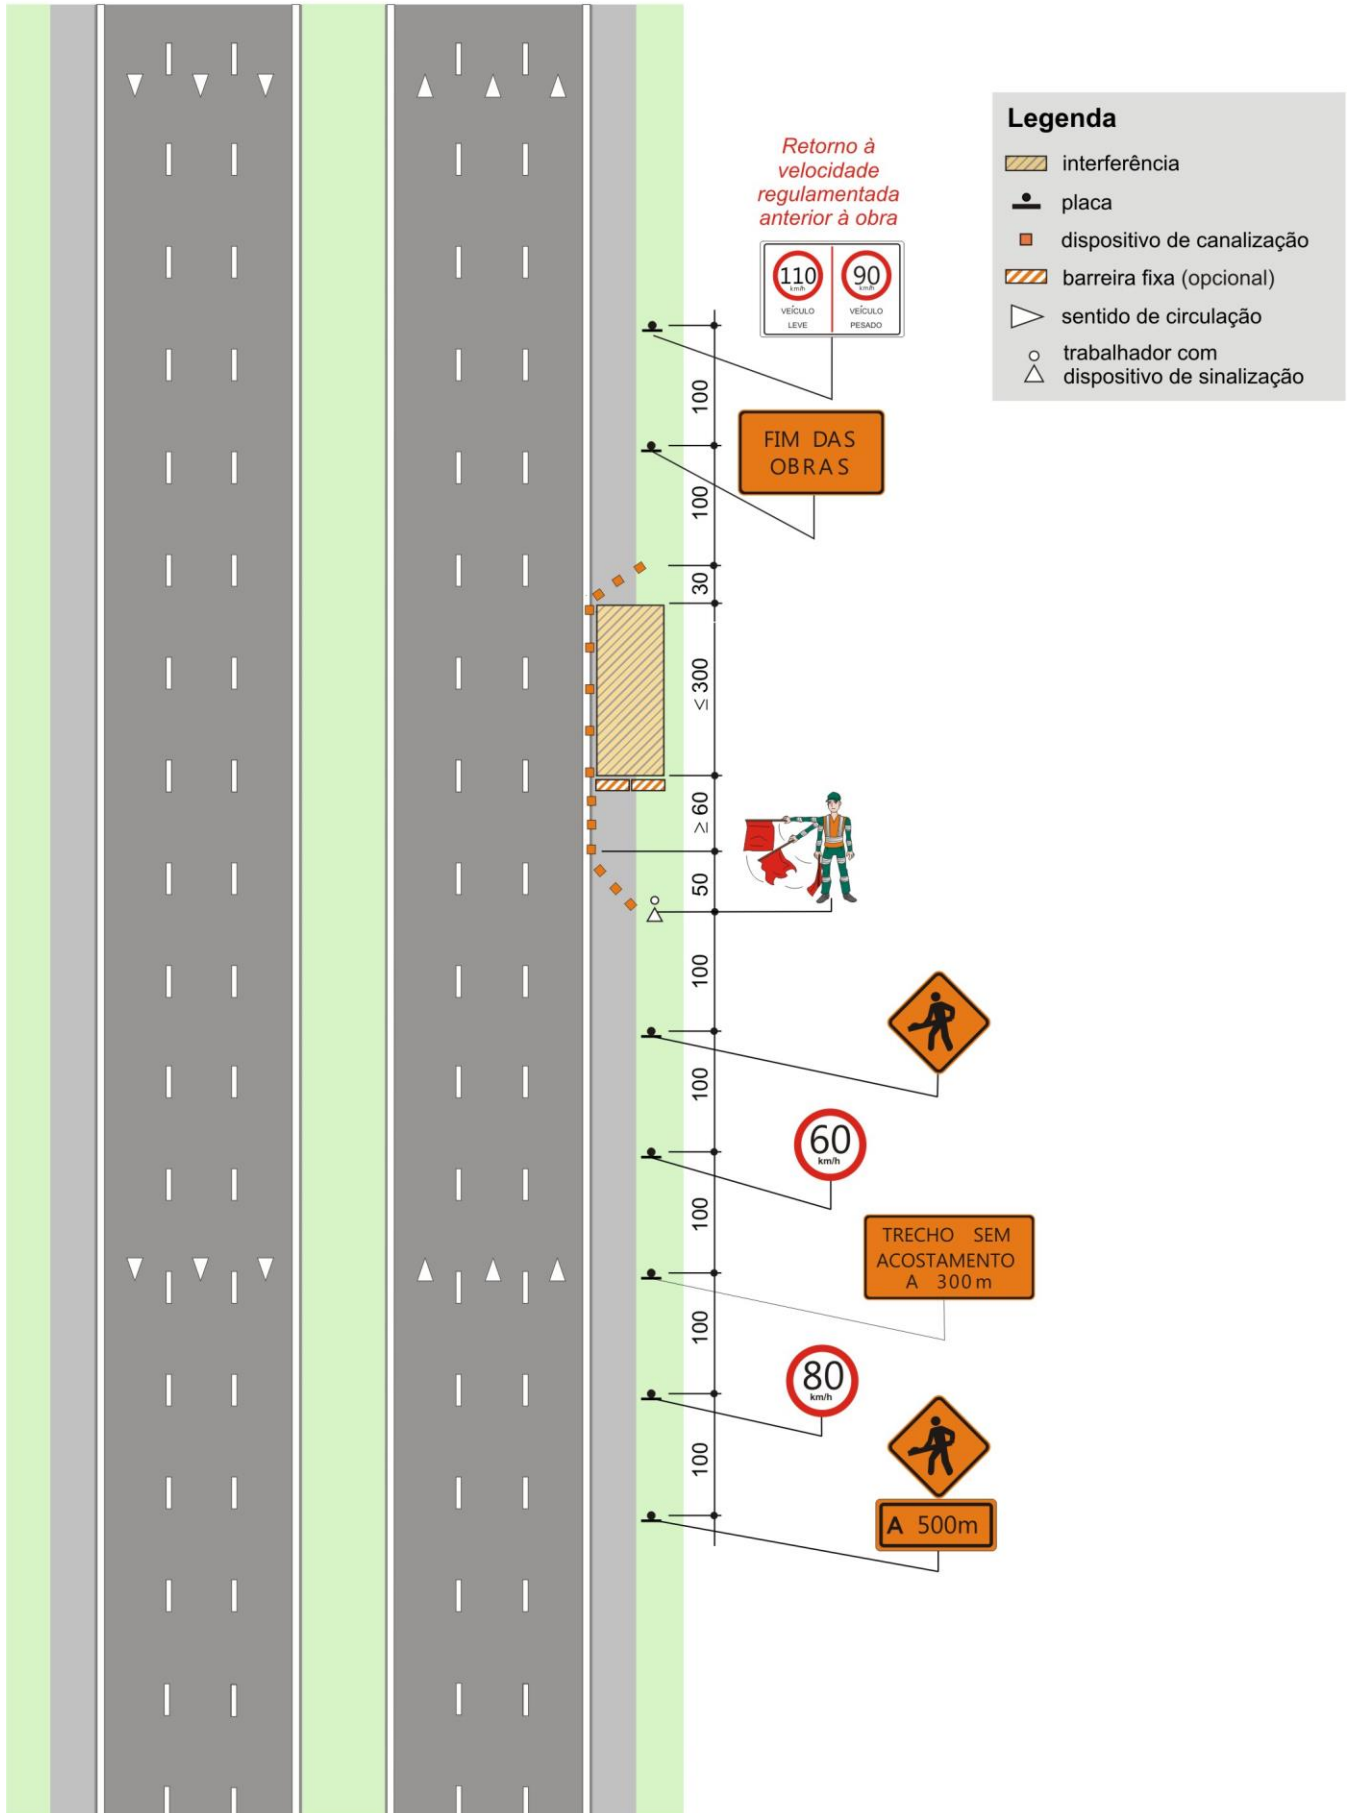 Legenda
interferência
placa
dispositivo de canalização
barreira fixa (opcional)
sentido de circulação
trabalhador com
dispositivo de sinalização
Retorno à
velocidade
regulamentada
anterior à obra
110
km/h
VEÍCULO
LEVE
90
km/h
VEÍCULO
PESADO
100
FIM DAS
OBRAS
100
30
≤ 300
≥ 60
50
100
100
60
km/h
100
TRECHO SEM
ACOSTAMENTO
A 300 m
100
80
km/h
100
A 500m